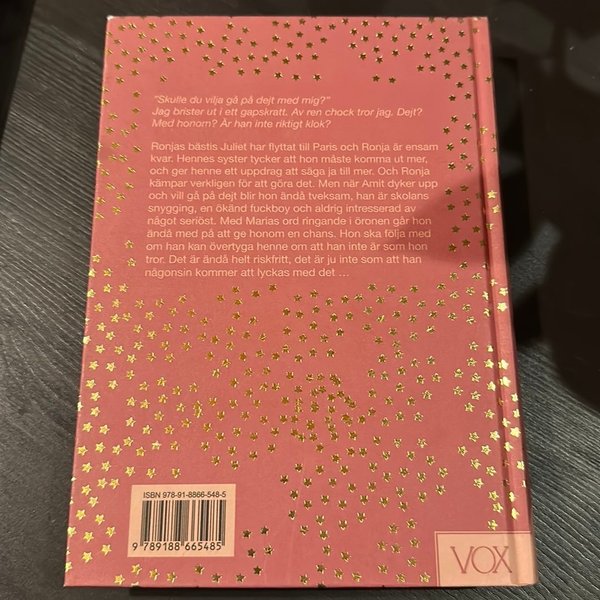 "Skulle du vilja gå på dejt med mig?"
Jag brister ut i ett gapskratt. Av ren chock tror jag. Dejt?
Med honom? Är han inte riktigt klok?
Ronjas bästis Juliet har flyttat till Paris och Ronja är ensam
kvar. Hennes syster tycker att hon måste komma ut mer,
och ger henne ett uppdrag att säga ja till mer. Och Ronja
kämpar verkligen för att göra det. Men när Amit dyker upp
och vill gå på dejt blir hon ändå tveksam, han är skolans
snygging, en ökänd fuckboy och aldrig intresserad av
något seriöst. Med Marias ord ringande i öronen går hon
ändå med på att ge honom en chans. Hon ska följa med
om han kan övertyga henne om att han inte är som hon
tror. Det är ändå helt riskfritt, det är ju inte som att han
någonsin kommer att lyckas med det ...
ISBN 978-91-8866-548-5
9 789188 665485
VOX